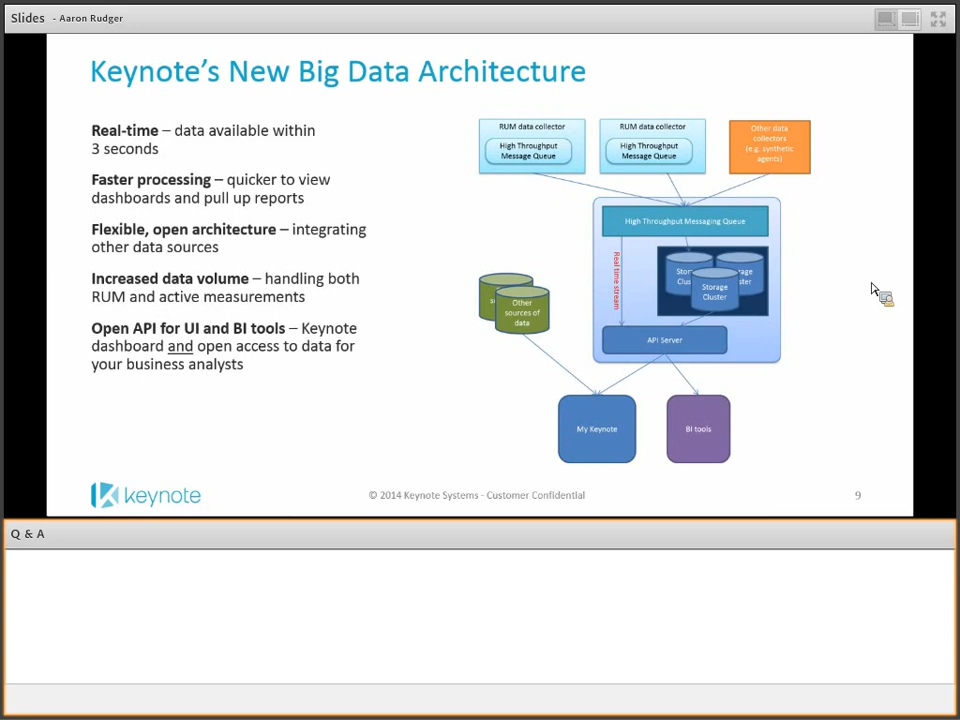 Slides - Aaron Rudger
Keynote's New Big Data Architecture
Real-time – data available within
3 seconds
Faster processing – quicker to view
dashboards and pull up reports
Flexible, open architecture – integrating
other data sources
Increased data volume – handling both
RUM and active measurements
Open API for UI and BI tools – Keynote
dashboard and open access to data for
your business analysts
RUM data collector
High Throughput
Message Queue
RUM data collector
High Throughput
Message Queue
Other data
collectors
(e.g. synthetic
agents)
High Throughput Messaging Queue
Real time stream
Storage
Cluster
API Server
Other
sources of
data
My Keynote
BI tools
keynote
© 2014 Keynote Systems - Customer Confidential
9
Q & A